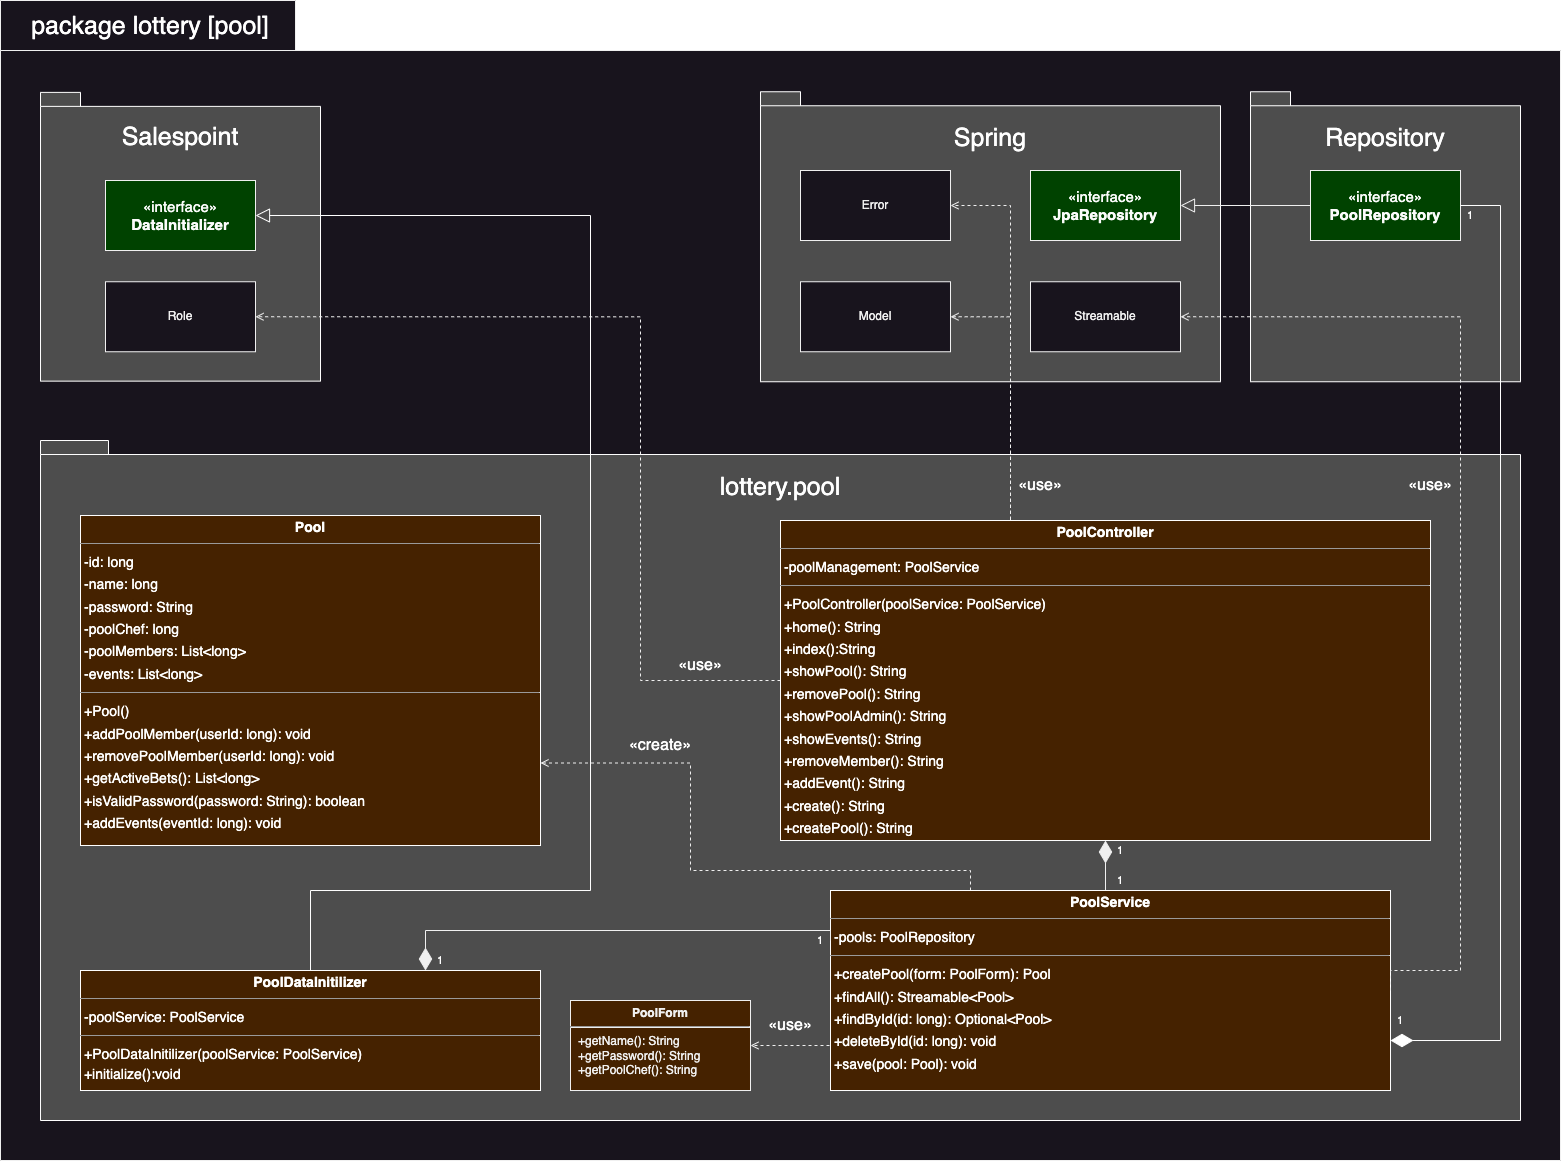 package lottery [pool]
Salespoint
«interface»
DataInitializer
Role
Spring
Error
«interface»
JpaRepository
Model
Streamable
Repository
«interface»
PoolRepository
1
lottery.pool
«use»
«use»
Pool
-id: long
-name: long
-password: String
-poolChef: long
-poolMembers: List<long>
-events: List<long>
+Pool()
+addPoolMember(userId: long): void
+removePoolMember(userId: long): void
+getActiveBets(): List<long>
+isValidPassword(password: String): boolean
+addEvents(eventId: long): void
«use»
«create»
PoolController
-poolManagement: PoolService
+PoolController(poolService: PoolService)
+home(): String
+index():String
+showPool(): String
+removePool(): String
+showPoolAdmin(): String
+showEvents(): String
+removeMember(): String
+addEvent(): String
+create(): String
+createPool(): String
1
1
PoolService
-pools: PoolRepository
+createPool(form: PoolForm): Pool
+findAll(): Streamable<Pool>
+findById(id: long): Optional<Pool>
+deleteById(id: long): void
+save(pool: Pool): void
1
1
1
PoolDataInitilizer
-poolService: PoolService
+PoolDataInitilizer(poolService: PoolService)
+initialize():void
PoolForm
+getName(): String
+getPassword(): String
+getPoolChef(): String
«use»